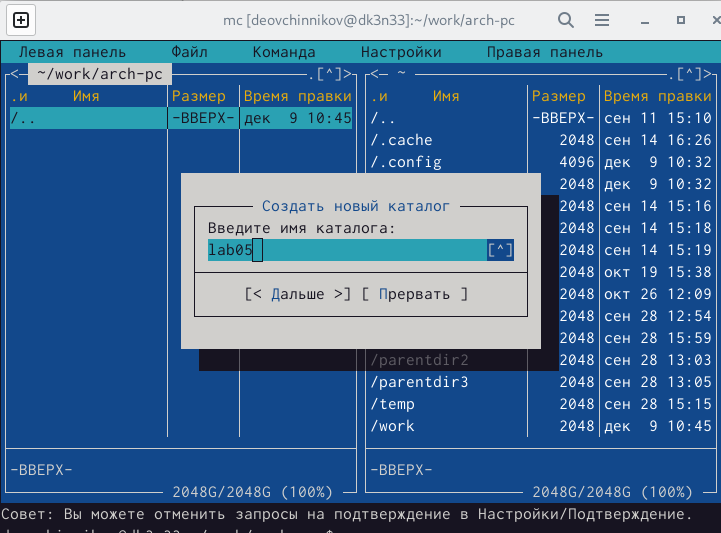 mc [deovchinnikov@dk3n33]:~/work/arch-pc
Левая панель Файл Команда Настройки Правая панель
<─ ~/work/arch-pc .[^]> <─ ~ .[^]>
.и Имя Размер Время правки .и Имя Размер Время правки
/.. -ВВЕРХ- дек 9 10:45 /.. -ВВЕРХ- сен 11 15:10
/.cache 2048 сен 14 16:26
/.config 4096 дек 9 10:32
2048 дек 9 10:32
Создать новый каталог 2048 сен 14 15:16
Введите имя каталога: 2048 сен 14 15:18
lab05 [^] 2048 сен 14 15:19
2048 окт 19 15:38
[< Дальше >] [ Прервать ] 2048 окт 26 12:09
2048 сен 28 12:54
2048 сен 28 15:59
/parentdir2 2048 сен 28 13:03
/parentdir3 2048 сен 28 13:05
/temp 2048 сен 28 15:15
/work 2048 дек 9 10:45
-ВВЕРХ- -ВВЕРХ-
2048G/2048G (100%) 2048G/2048G (100%)
Совет: Вы можете отменить запросы на подтверждение в Настройки/Подтверждение.